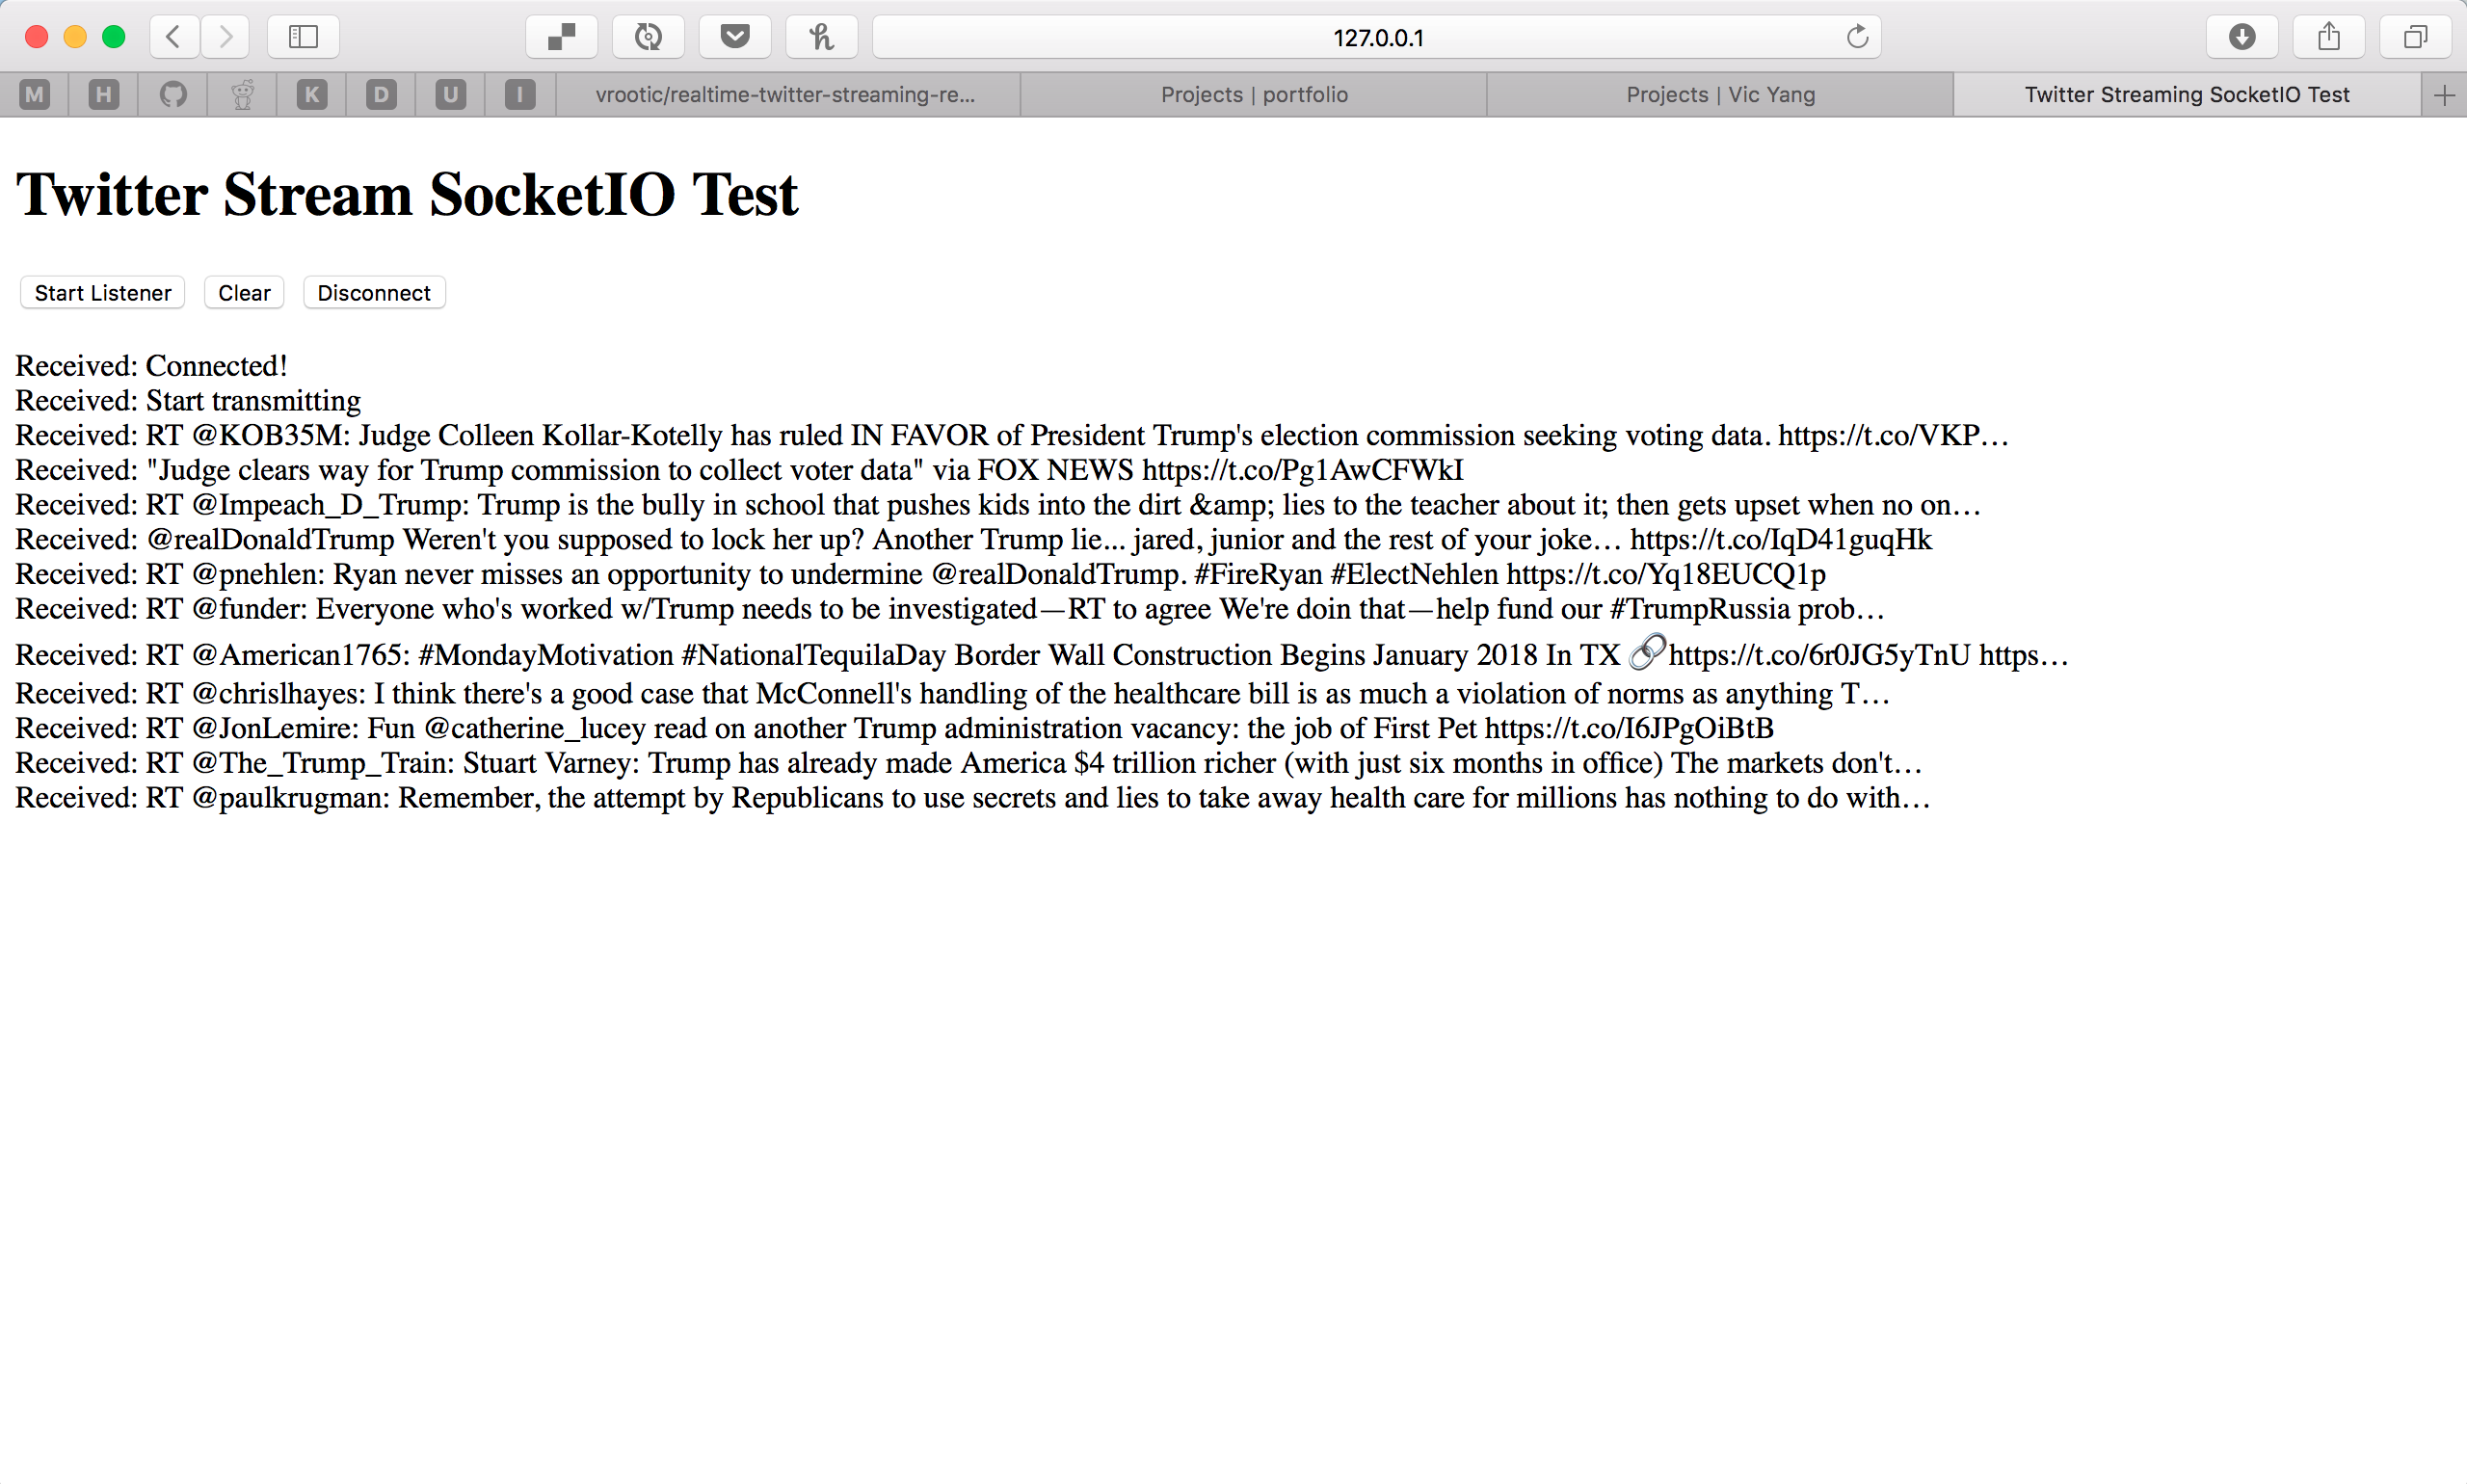 127.0.0.1
M H K D U I vrootic/realtime-twitter-streaming-re... Projects | portfolio Projects | Vic Yang Twitter Streaming SocketIO Test
Twitter Stream SocketIO Test
Start Listener Clear Disconnect
Received: Connected!
Received: Start transmitting
Received: RT @KOB35M: Judge Colleen Kollar-Kotelly has ruled IN FAVOR of President Trump's election commission seeking voting data. https://t.co/VKP…
Received: "Judge clears way for Trump commission to collect voter data" via FOX NEWS https://t.co/Pg1AwCFWkI
Received: RT @Impeach_D_Trump: Trump is the bully in school that pushes kids into the dirt &amp; lies to the teacher about it; then gets upset when no on…
Received: @realDonaldTrump Weren't you supposed to lock her up? Another Trump lie... jared, junior and the rest of your joke… https://t.co/IqD41guqHk
Received: RT @pnehlen: Ryan never misses an opportunity to undermine @realDonaldTrump. #FireRyan #ElectNehlen https://t.co/Yq18EUCQ1p
Received: RT @funder: Everyone who's worked w/Trump needs to be investigated—RT to agree We're doin that—help fund our #TrumpRussia prob…
Received: RT @American1765: #MondayMotivation #NationalTequilaDay Border Wall Construction Begins January 2018 In TX 🔗https://t.co/6r0JG5yTnU https…
Received: RT @chrislhayes: I think there's a good case that McConnell's handling of the healthcare bill is as much a violation of norms as anything T…
Received: RT @JonLemire: Fun @catherine_lucey read on another Trump administration vacancy: the job of First Pet https://t.co/I6JPgOiBtB
Received: RT @The_Trump_Train: Stuart Varney: Trump has already made America $4 trillion richer (with just six months in office) The markets don't…
Received: RT @paulkrugman: Remember, the attempt by Republicans to use secrets and lies to take away health care for millions has nothing to do with…